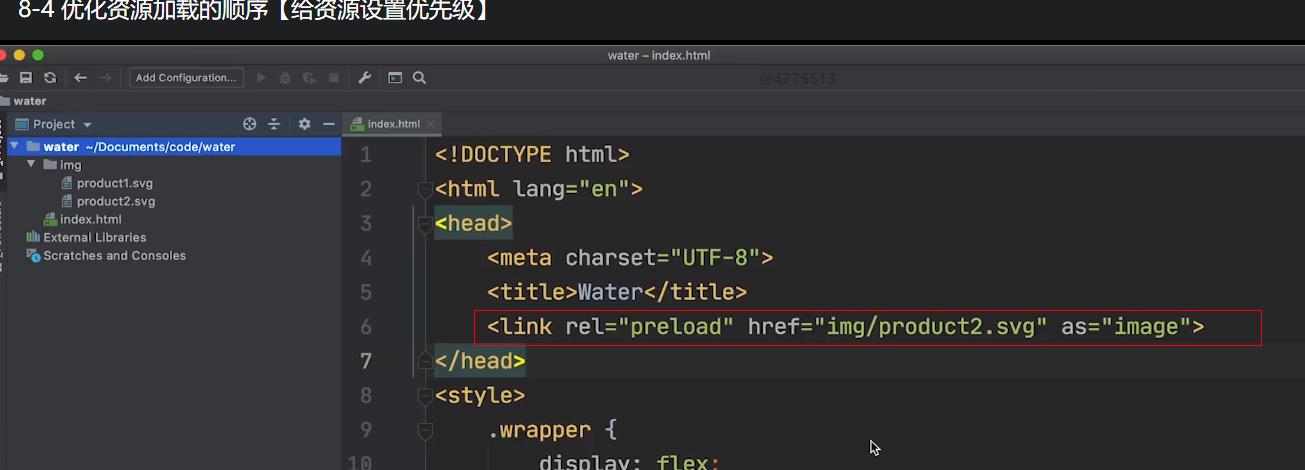 8-4 优化资源加载的顺序【给资源设置优先级】
water – index.html
Add Configuration...
@4776513
water
Project
index.html
water ~/Documents/code/water
img
product1.svg
product2.svg
index.html
External Libraries
Scratches and Consoles
1 <!DOCTYPE html>
2 <html lang="en">
3 <head>
4 <meta charset="UTF-8">
5 <title>Water</title>
6 <link rel="preload" href="img/product2.svg" as="image">
7 </head>
8 <style>
9 .wrapper {
10 display: flex;